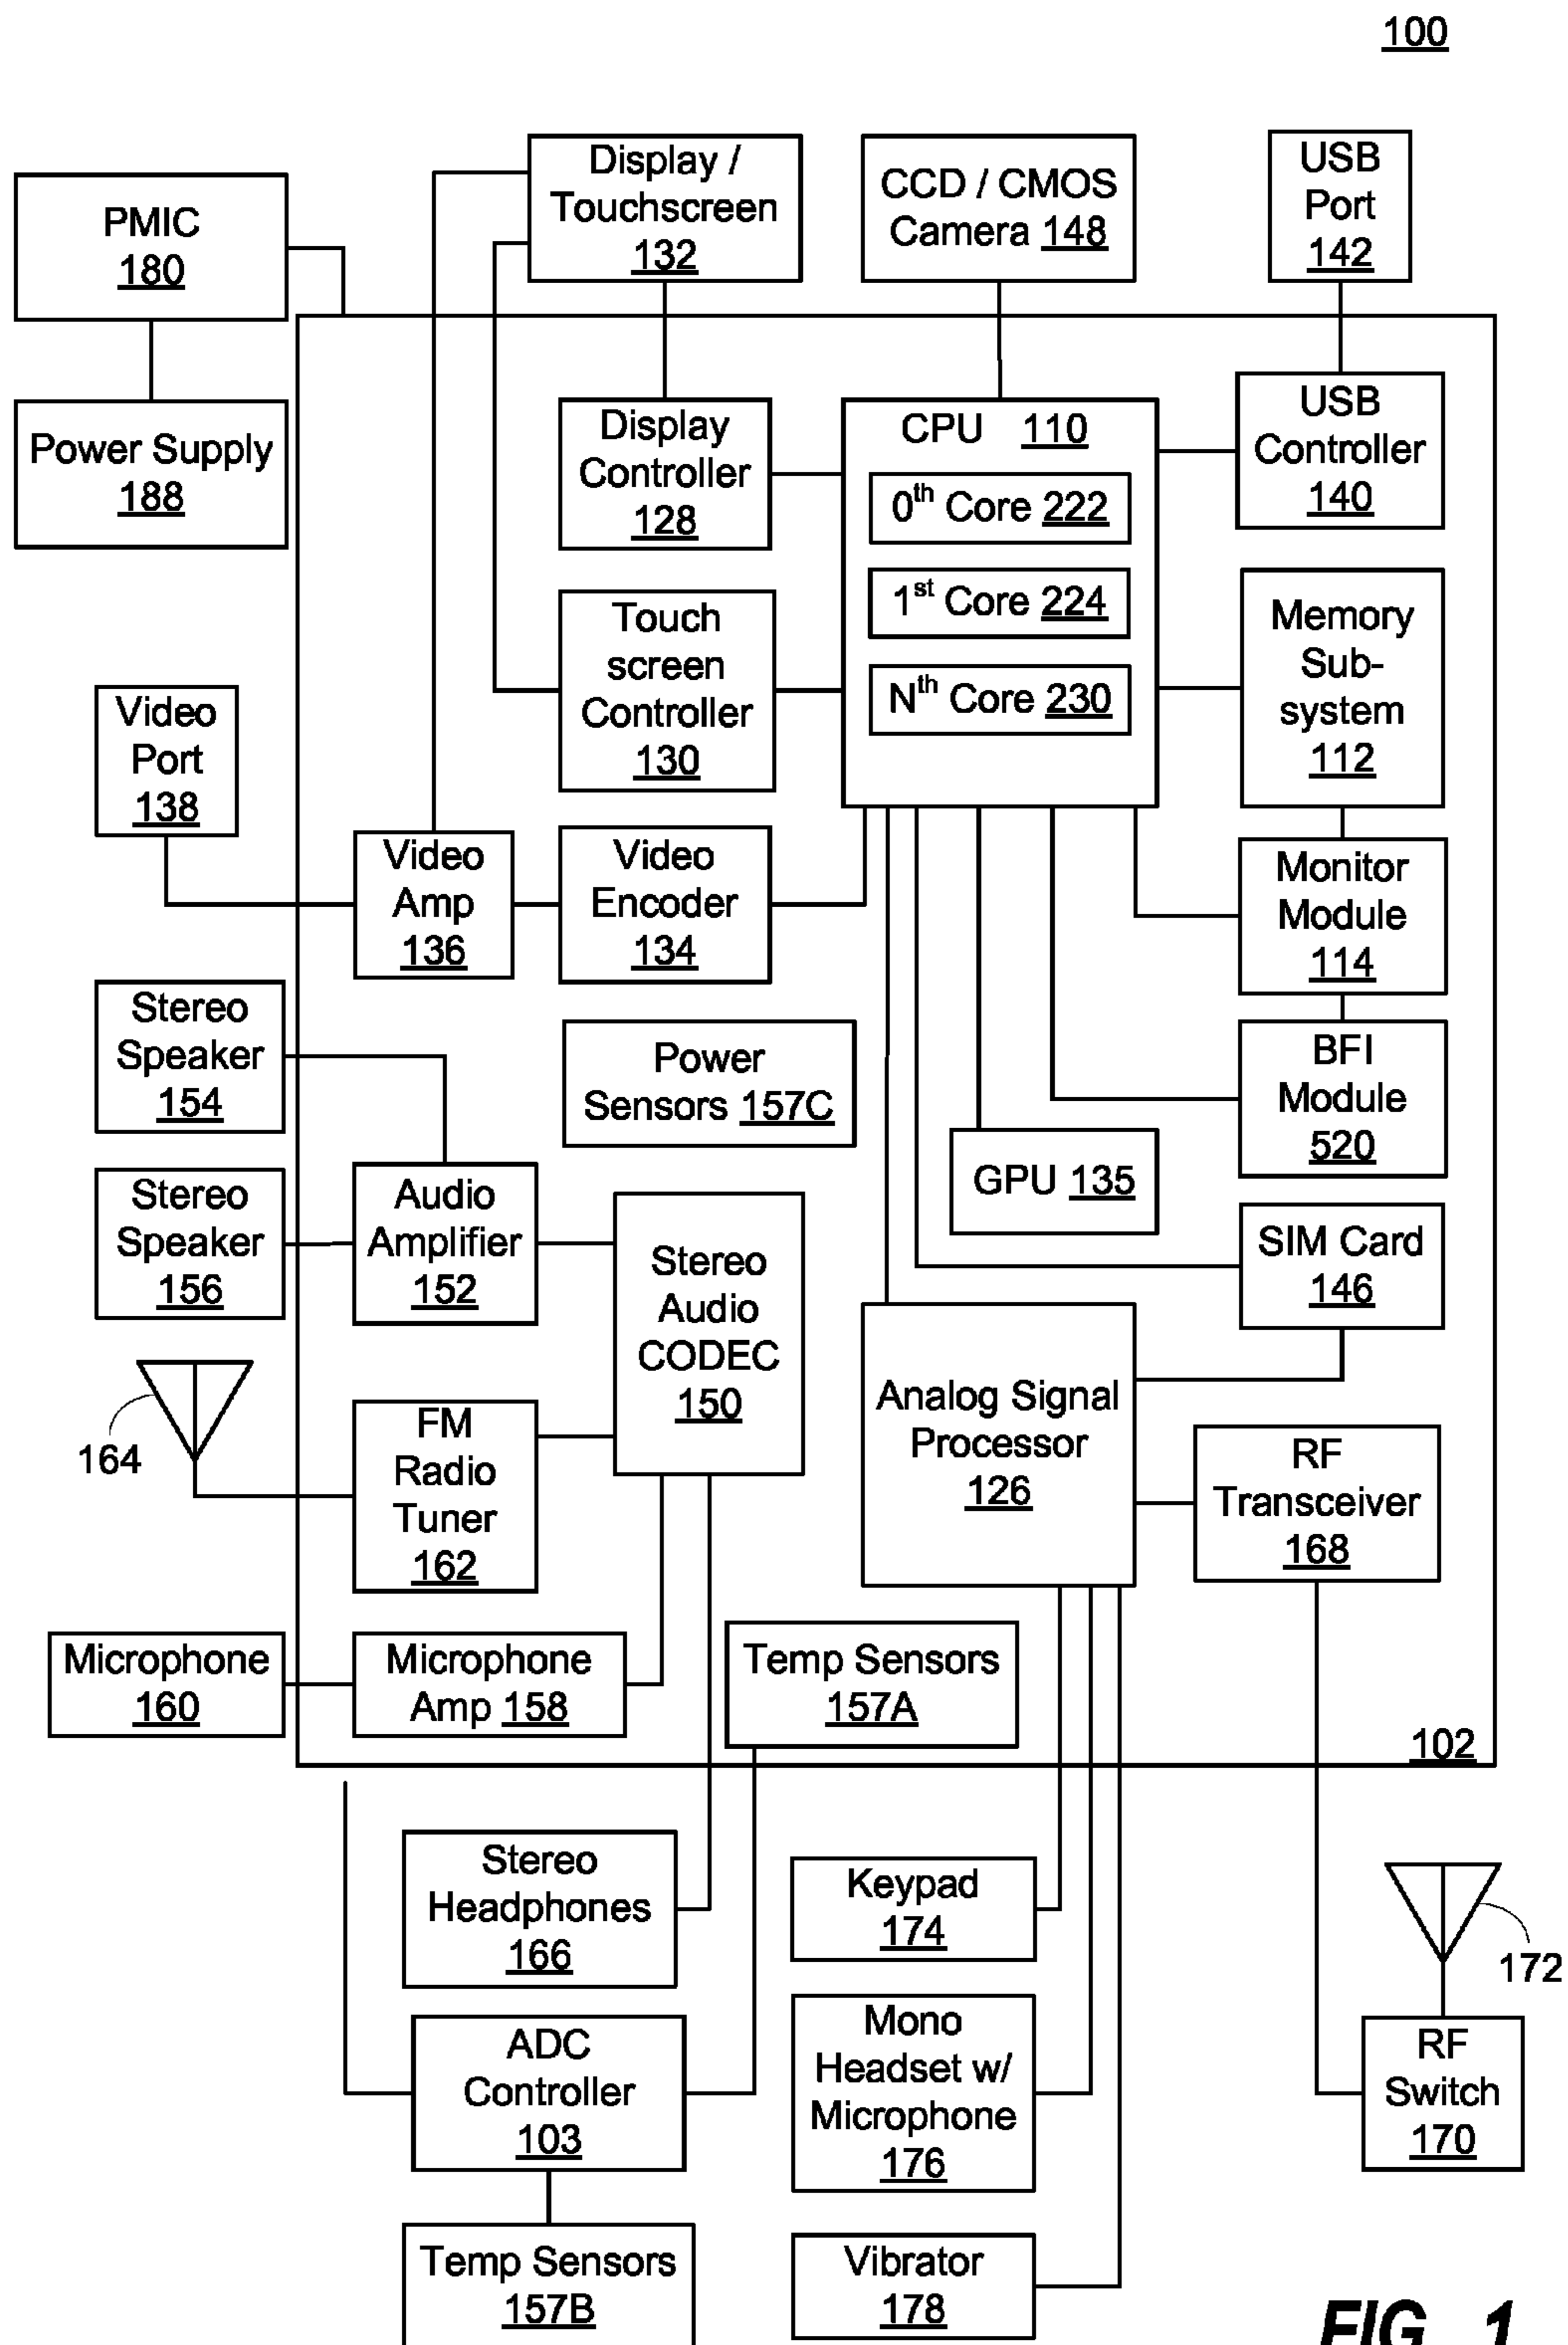 100
Display /
Touchscreen
132
CCD / CMOS
Camera 148
USB
Port
142
PMIC
180
Power Supply
188
Display
Controller
128
CPU 110
0th Core 222
1st Core 224
Nth Core 230
USB
Controller
140
Touch
screen
Controller
130
Memory
Sub-
system
112
Video
Port
138
Video
Amp
136
Video
Encoder
134
Monitor
Module
114
Stereo
Speaker
154
Power
Sensors 157C
BFI
Module
520
GPU 135
Stereo
Speaker
156
Audio
Amplifier
152
Stereo
Audio
CODEC
150
SIM Card
146
Analog Signal
Processor
126
164
FM
Radio
Tuner
162
RF
Transceiver
168
Microphone
160
Microphone
Amp 158
Temp Sensors
157A
102
Stereo
Headphones
166
Keypad
174
172
ADC
Controller
103
Mono
Headset w/
Microphone
176
RF
Switch
170
Temp Sensors
157B
Vibrator
178
FIG. 1